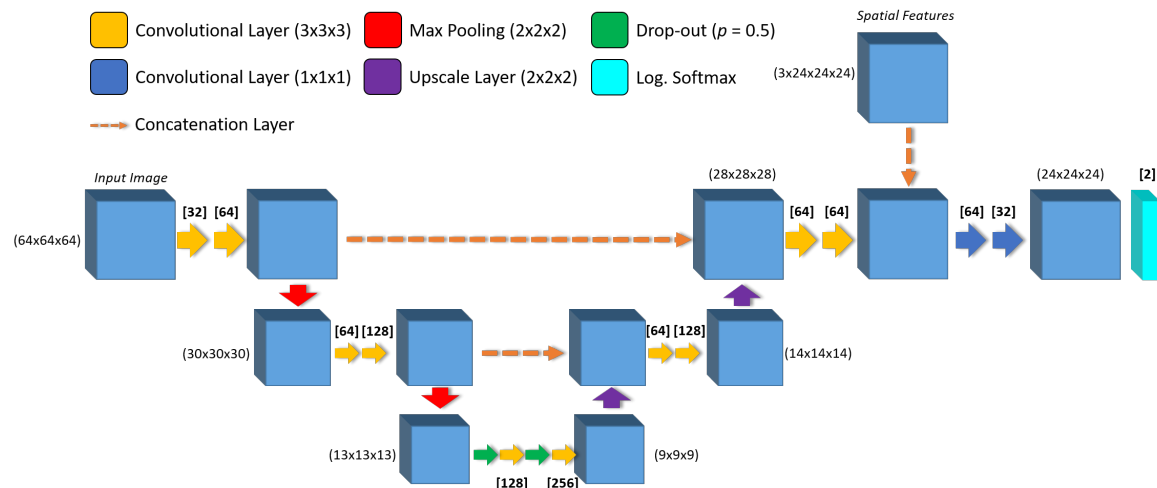 Convolutional Layer (3x3x3)
Max Pooling (2x2x2)
Drop-out (p = 0.5)
Spatial Features
Convolutional Layer (1x1x1)
Upscale Layer (2x2x2)
Log. Softmax
(3x24x24x24)
Concatenation Layer
Input Image
(28x28x28)
(24x24x24)
[2]
(64x64x64)
[32] [64]
[64] [64]
[64] [32]
(30x30x30)
[64] [128]
[64] [128]
(14x14x14)
(13x13x13)
[128] [256]
(9x9x9)